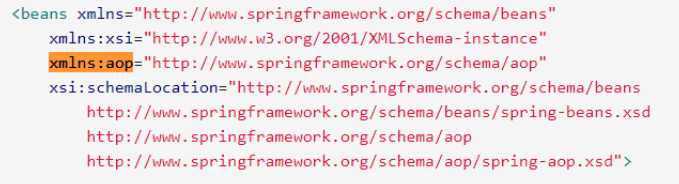 <beans xmlns="http://www.springframework.org/schema/beans"
xmlns:xsi="http://www.w3.org/2001/XMLSchema-instance"
xmlns:aop="http://www.springframework.org/schema/aop"
xsi:schemaLocation="http://www.springframework.org/schema/beans
http://www.springframework.org/schema/beans/spring-beans.xsd
http://www.springframework.org/schema/aop
http://www.springframework.org/schema/aop/spring-aop.xsd">